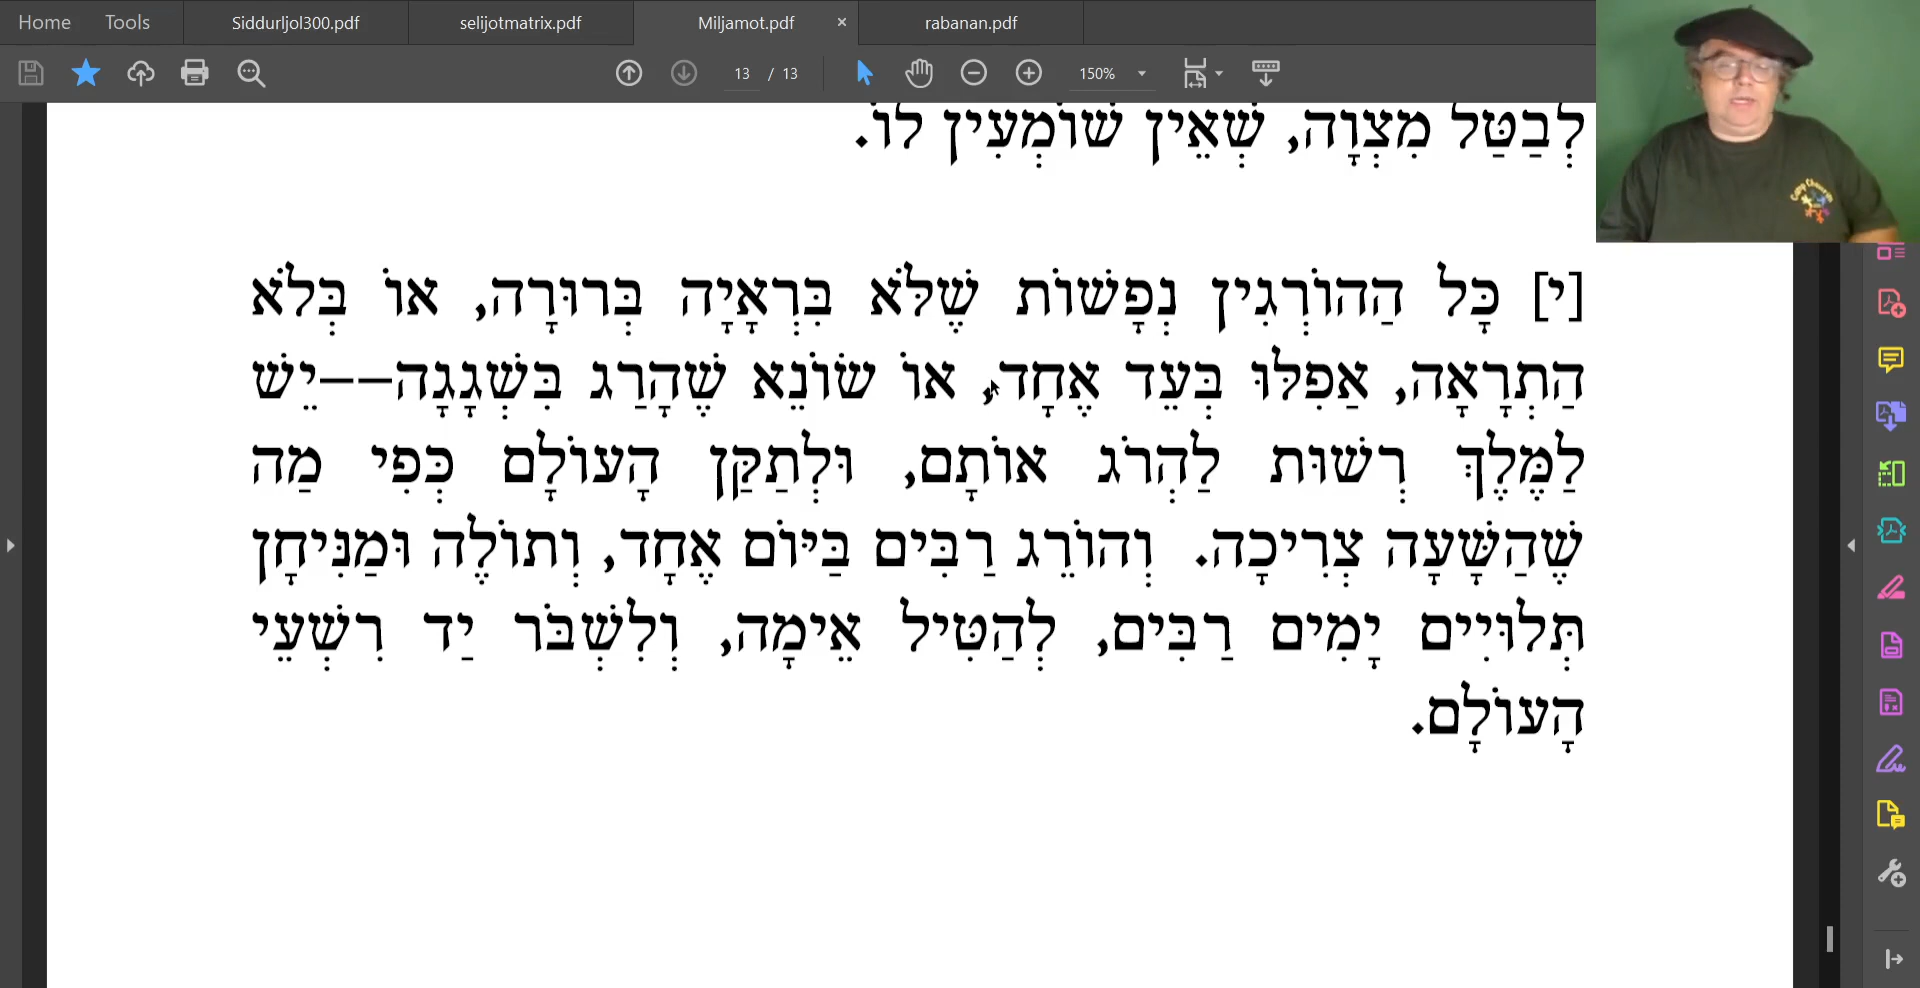 Home Tools Siddurljol300.pdf selijotmatrix.pdf Miljamot.pdf × rabanan.pdf
13 / 13 150%
לְבַטַּל מִצְוָה, שְׁאֵין שׁוֹמְעִין לוֹ.
[י] כָּל הַהוֹרְגִין נְפָשׁוֹת שֶׁלֹּא בִּרְאָיָה בְּרוּרָה, אוֹ בְּלֹא
הַתְרָאָה, אַפִלּוּ בְּעֵד אֶחָד, אוֹ שׂוֹנֵא שֶׁהָרַג בִּשְׁגָגָה--יֵשׁ
לַמֶּלֶךְ רְשׁוּת לַהְרֹג אוֹתָם, וּלְתַקַּן הָעוֹלָם כְּפִי מַה
שֶׁהַשָּׁעָה צְרִיכָה. וְהוֹרֵג רַבִּים בַּיּוֹם אֶחָד, וְתוֹלֶה וּמַנִּיחָן
תְּלוּיִים יָמִים רַבִּים, לְהַטִּיל אֵימָה, וְלִשְׁבֹּר יַד רִשְׁעֵי
הָעוֹלָם.